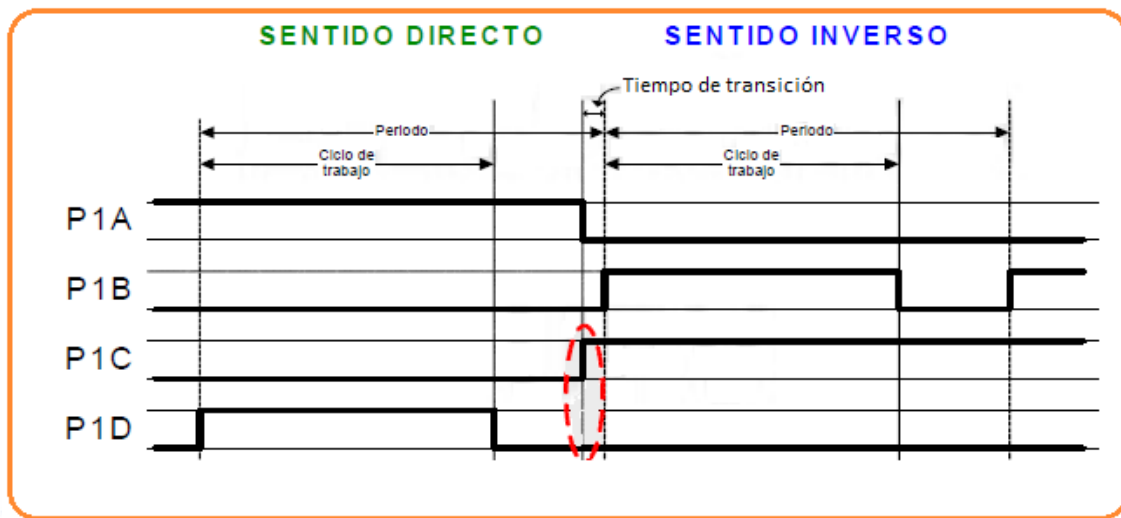 SENTIDO DIRECTO
SENTIDO INVERSO
Tiempo de transición
Periodo
Periodo
Ciclo de
trabajo
Ciclo de
trabajo
P1A
P1B
P1C
P1D